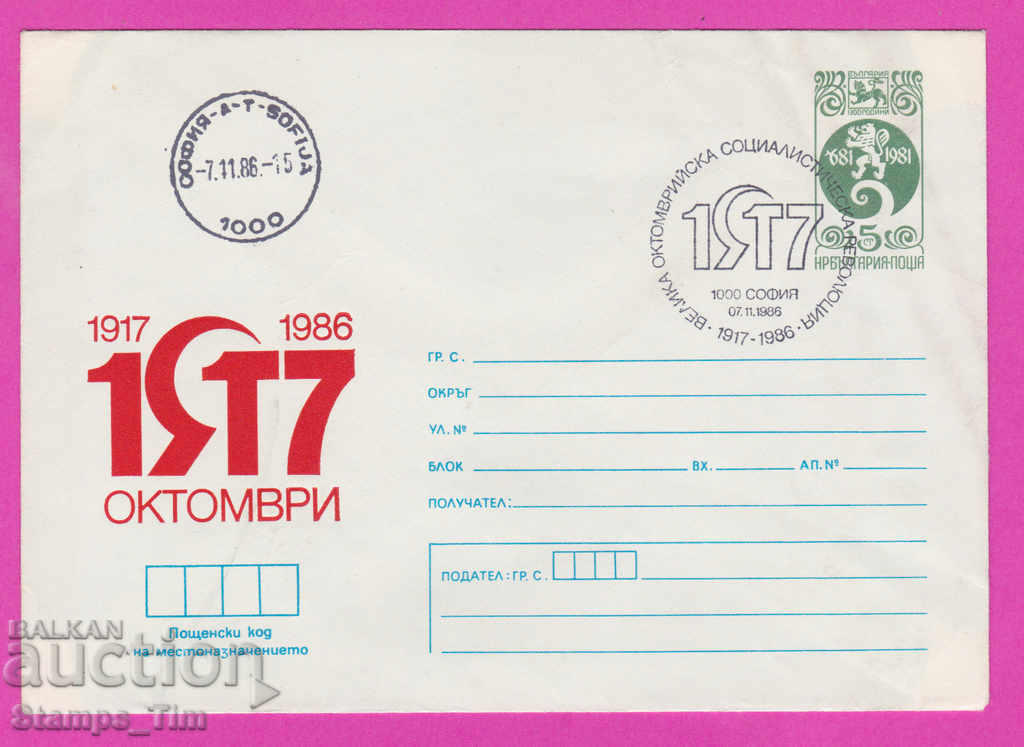 СОФИЯ-А-Т-SOFIJA
-7.11.86.-15
1000
БЪЛГАРИЯ
1300 ГОДИНИ
681 1981
5 СТ
НР БЪЛГАРИЯ·ПОЩА
ВЕЛИКА ОКТОМВРИЙСКА СОЦИАЛИСТИЧЕСКА РЕВОЛЮЦИЯ · 1917-1986 ·
1917
1000 СОФИЯ
07.11.1986
1917 1986
1917
ОКТОМВРИ
ГР. С.
ОКРЪГ
УЛ. №
БЛОК ВХ. АП. №
ПОЛУЧАТЕЛ:
ПОДАТЕЛ: ГР. С.
Пощенски код
на местоназначението
BALKAN
auction
Stamps_Tim